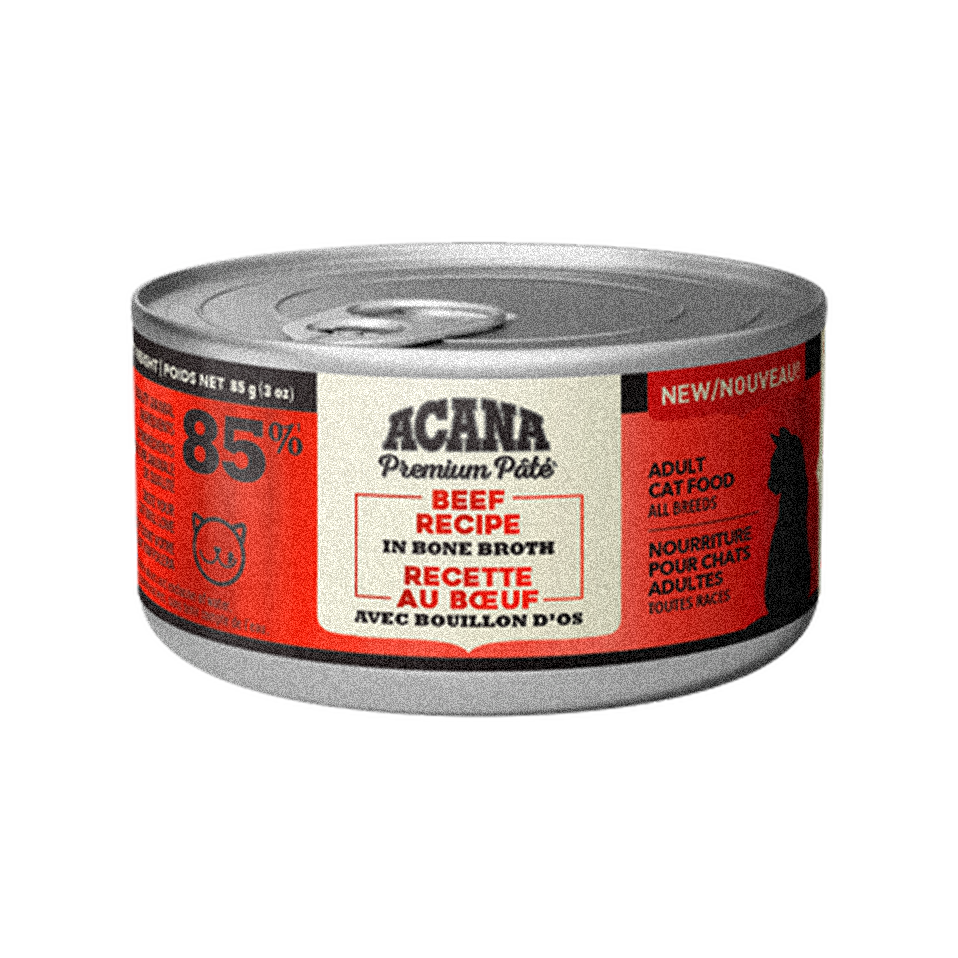 POIDS NET 85 g (3 oz)
85%
ACANA
Premium Pâté
BEEF
RECIPE
IN BONE BROTH
RECETTE
AU BŒUF
AVEC BOUILLON D'OS
NEW/NOUVEAU
ADULT
CAT FOOD
ALL BREEDS
NOURRITURE
POUR CHATS
ADULTES
TOUTES RACES